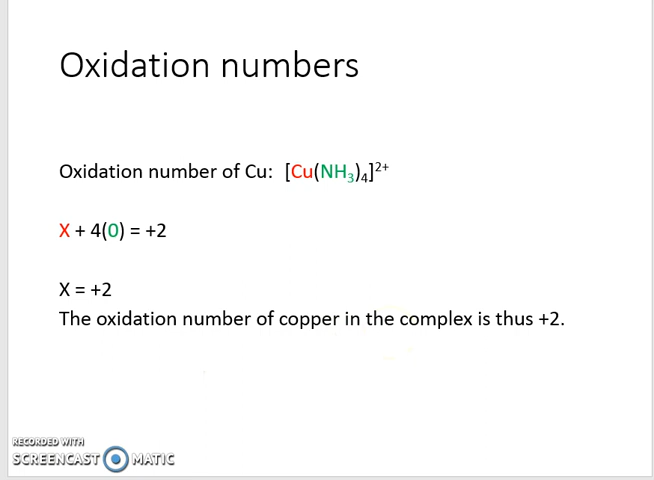 Oxidation numbers
Oxidation number of Cu: [Cu(NH₃)₄]²⁺
X + 4(0) = +2
X = +2
The oxidation number of copper in the complex is thus +2.
RECORDED WITH
SCREENCAST MATIC